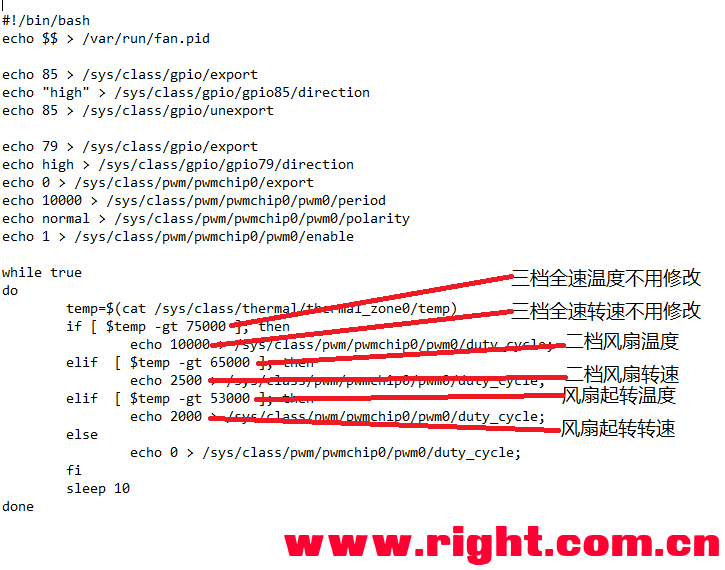 #!/bin/bash
echo $$ > /var/run/fan.pid
echo 85 > /sys/class/gpio/export
echo "high" > /sys/class/gpio/gpio85/direction
echo 85 > /sys/class/gpio/unexport
echo 79 > /sys/class/gpio/export
echo high > /sys/class/gpio/gpio79/direction
echo 0 > /sys/class/pwm/pwmchip0/export
echo 10000 > /sys/class/pwm/pwmchip0/pwm0/period
echo normal > /sys/class/pwm/pwmchip0/pwm0/polarity
echo 1 > /sys/class/pwm/pwmchip0/pwm0/enable
while true
do
temp=$(cat /sys/class/thermal/thermal_zone0/temp)
三档全速温度不用修改
if [ $temp -gt 75000 ]; then
三档全速转速不用修改
echo 10000 > /sys/class/pwm/pwmchip0/pwm0/duty_cycle;
二档风扇温度
elif [ $temp -gt 65000 ]; then
echo 2500 > /sys/class/pwm/pwmchip0/pwm0/duty_cycle;
二档风扇转速
elif [ $temp -gt 53000 ]; then
风扇起转温度
echo 2000 > /sys/class/pwm/pwmchip0/pwm0/duty_cycle;
风扇起转转速
else
echo 0 > /sys/class/pwm/pwmchip0/pwm0/duty_cycle;
fi
sleep 10
done
www.right.com.cn